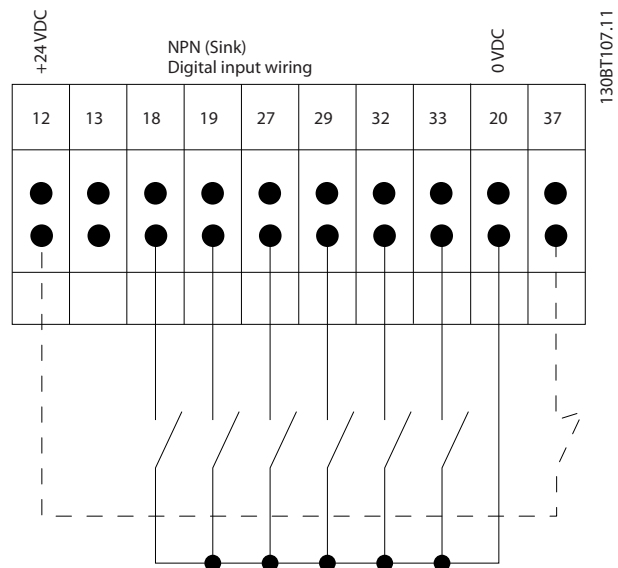 +24 VDC
NPN (Sink)
Digital input wiring
0 VDC
130BT107.11
12 13 18 19 27 29 32 33 20 37